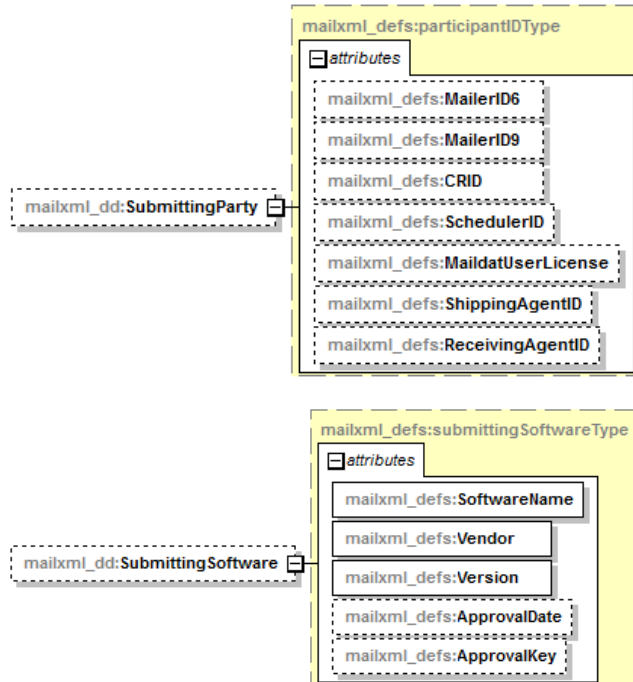 mailxml_defs:participantIDType
attributes
mailxml_defs:MailerID6
mailxml_defs:MailerID9
mailxml_defs:CRID
mailxml_dd:SubmittingParty
mailxml_defs:SchedulerID
mailxml_defs:MaildatUserLicense
mailxml_defs:ShippingAgentID
mailxml_defs:ReceivingAgentID
mailxml_defs:submittingSoftwareType
attributes
mailxml_defs:SoftwareName
mailxml_defs:Vendor
mailxml_dd:SubmittingSoftware
mailxml_defs:Version
mailxml_defs:ApprovalDate
mailxml_defs:ApprovalKey